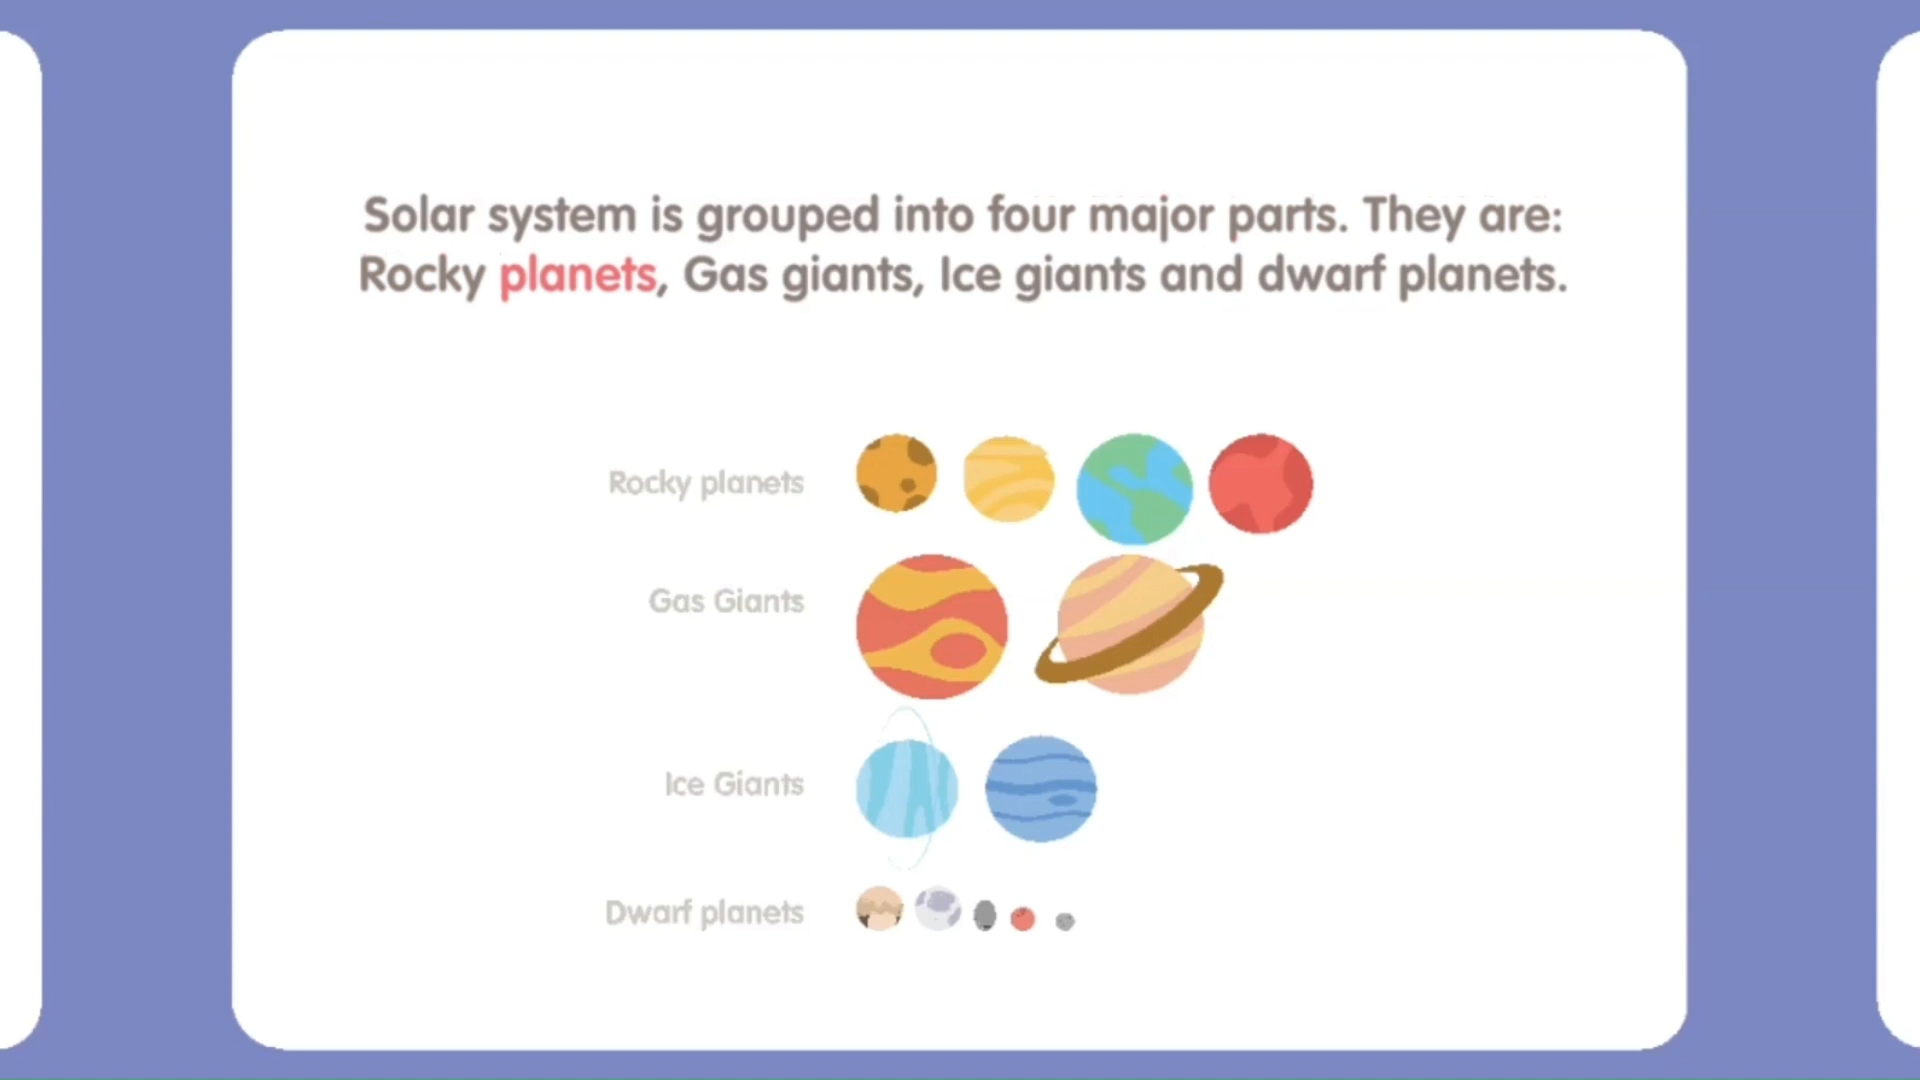 Solar system is grouped into four major parts. They are:
Rocky planets, Gas giants, Ice giants and dwarf planets.
Rocky planets
Gas Giants
Ice Giants
Dwarf planets